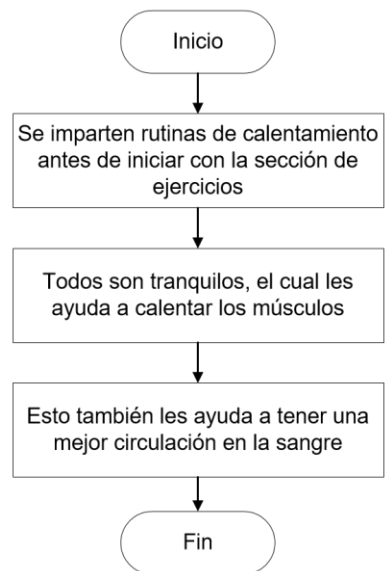 Inicio
Se imparten rutinas de calentamiento
antes de iniciar con la sección de
ejercicios
Todos son tranquilos, el cual les
ayuda a calentar los músculos
Esto también les ayuda a tener una
mejor circulación en la sangre
Fin